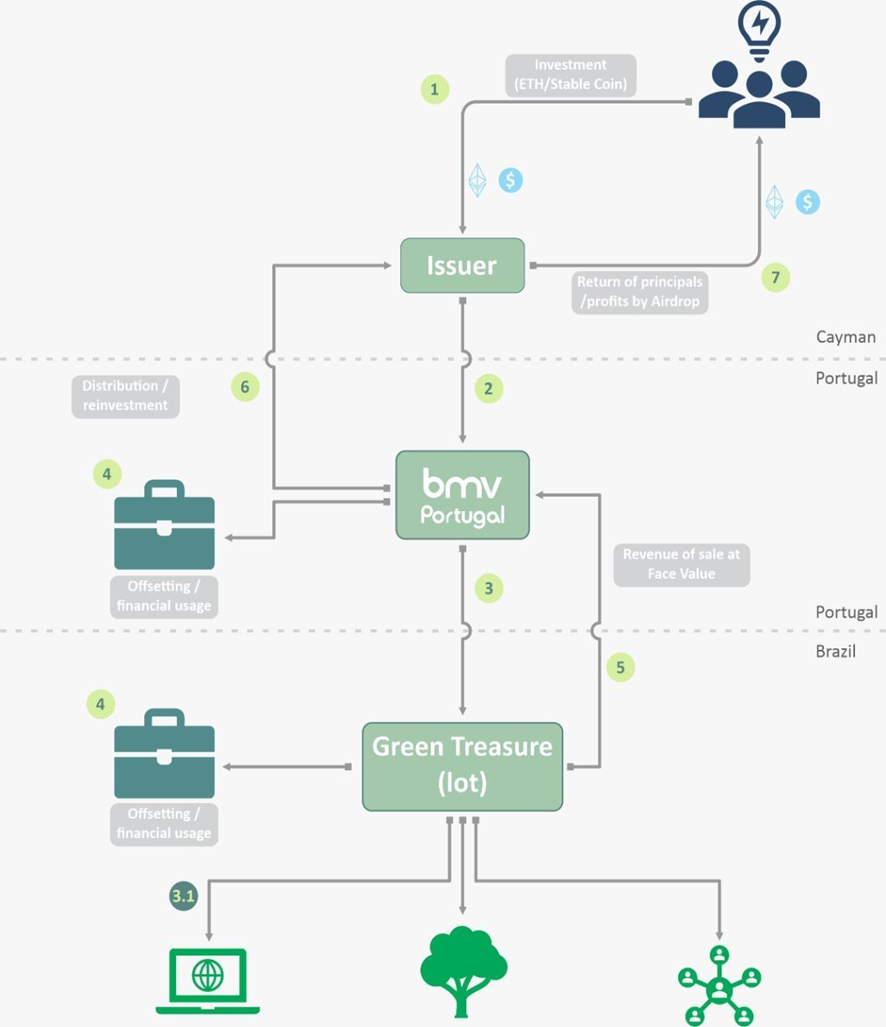 Investment
(ETH/Stable Coin)
1
$
$
Issuer
7
Return of principals
/profits by Airdrop
Cayman
Portugal
Distribution /
reinvestment
6
2
4
bmv
Portugal
Revenue of sale at
Face Value
Offsetting /
financial usage
3
Portugal
Brazil
5
4
Green Treasure
(lot)
Offsetting /
financial usage
3.1